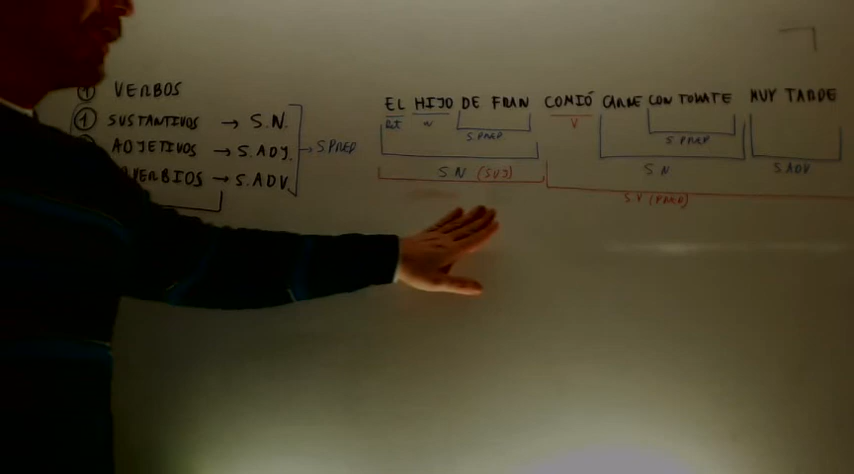 ① VERBOS
① SUSTANTIVOS → S.N.
ADJETIVOS → S.ADJ.
VERBIOS → S.ADV.
→ S.PREP
EL HIJO DE FRAN COMIÓ CARNE CON TOMATE MUY TARDE
Det N V
S.PREP S.PREP
S N (SUJ) S N S.ADV.
S.V (PRED)